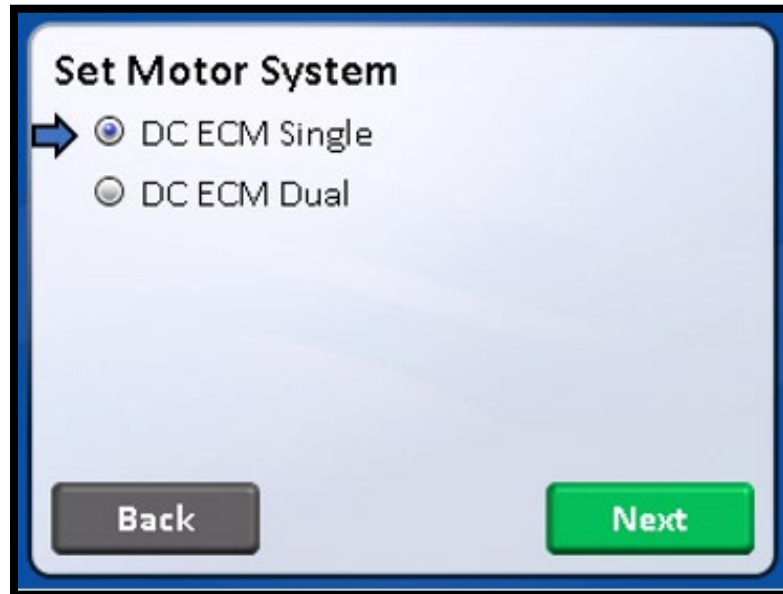 Set Motor System
DC ECM Single
DC ECM Dual
Back
Next